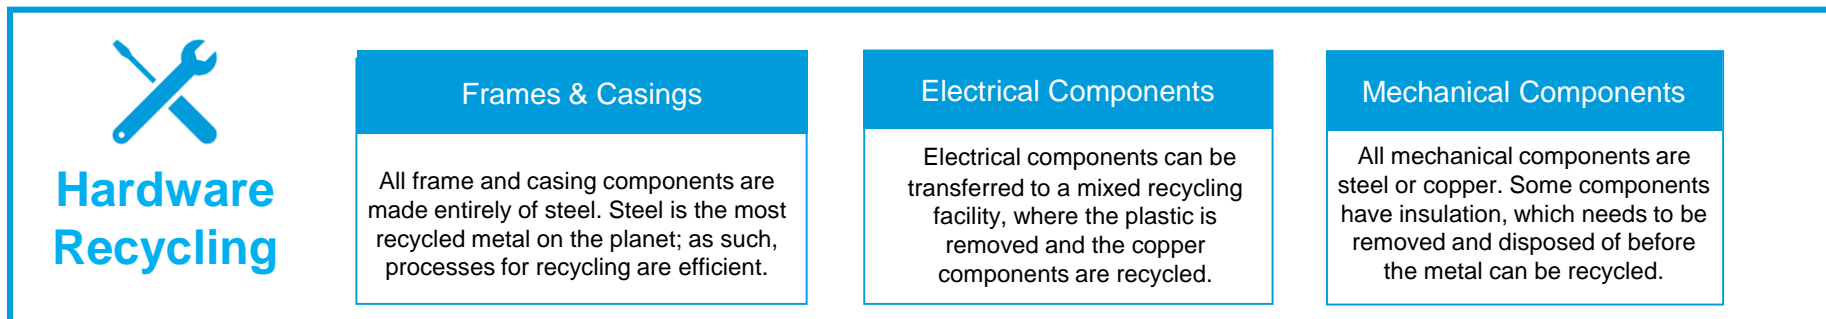 Hardware
Recycling
Frames & Casings
All frame and casing components are
made entirely of steel. Steel is the most
recycled metal on the planet; as such,
processes for recycling are efficient.
Electrical Components
Electrical components can be
transferred to a mixed recycling
facility, where the plastic is
removed and the copper
components are recycled.
Mechanical Components
All mechanical components are
steel or copper. Some components
have insulation, which needs to be
removed and disposed of before
the metal can be recycled.